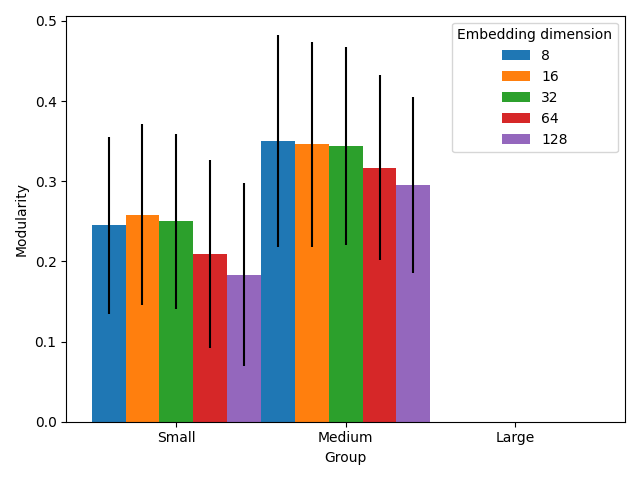 0.5
0.4
0.3
0.2
0.1
0.0
Modularity
Embedding dimension
8
16
32
64
128
Small
Medium
Large
Group